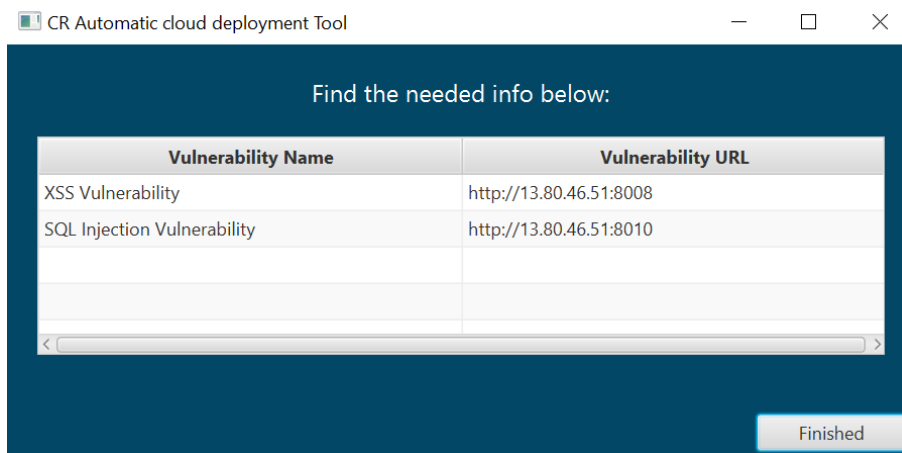 CR Automatic cloud deployment Tool
Find the needed info below:
Vulnerability Name Vulnerability URL
XSS Vulnerability http://13.80.46.51:8008
SQL Injection Vulnerability http://13.80.46.51:8010
Finished